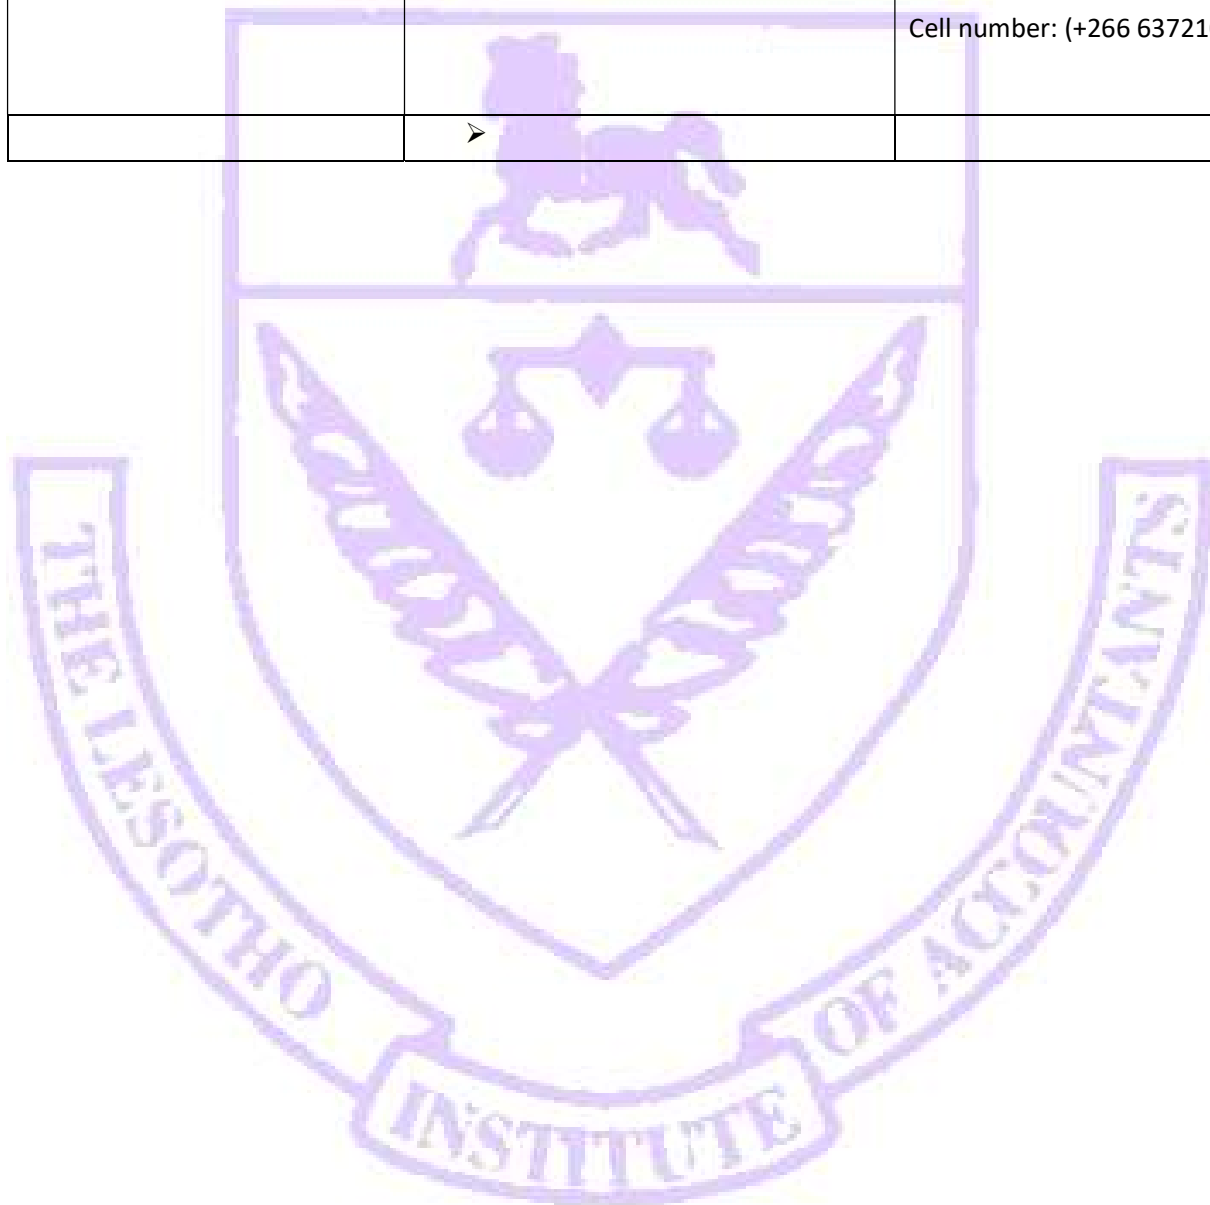 Cell number: (+266 63721
➢
THE LESOTHO
INSTITUTE
OF ACCOUNTANTS